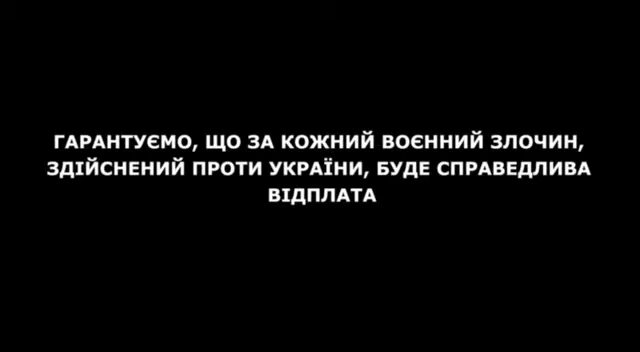 ГАРАНТУЄМО, ЩО ЗА КОЖНИЙ ВОЄННИЙ ЗЛОЧИН,
ЗДІЙСНЕНИЙ ПРОТИ УКРАЇНИ, БУДЕ СПРАВЕДЛИВА
ВІДПЛАТА